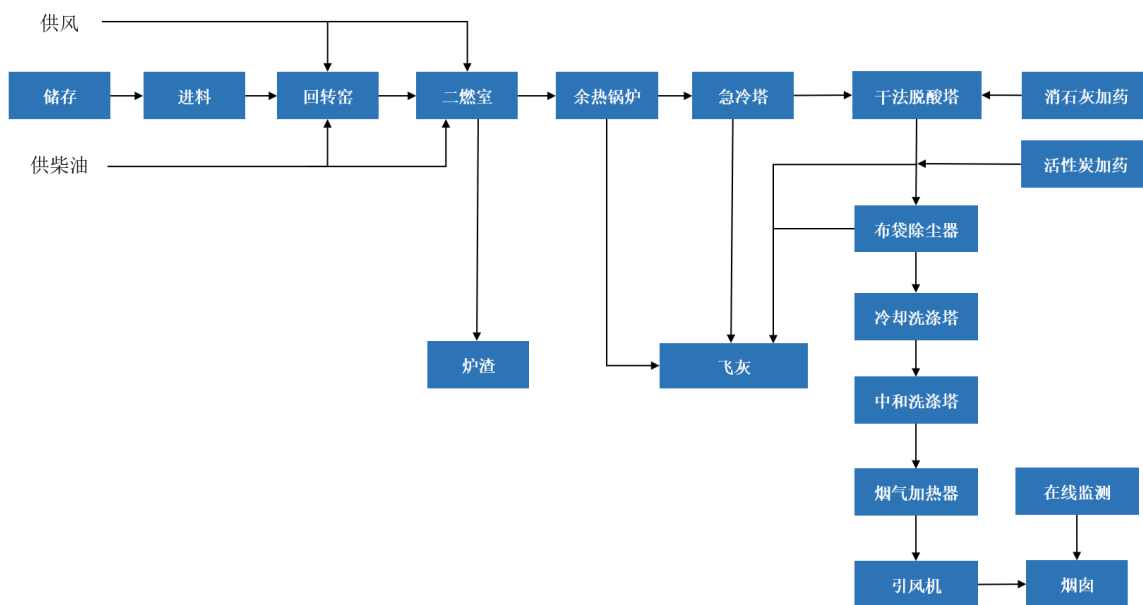 供风
储存
进料
回转窑
二燃室
余热锅炉
急冷塔
干法脱酸塔
消石灰加药
供柴油
活性炭加药
布袋除尘器
冷却洗涤塔
炉渣
飞灰
中和洗涤塔
烟气加热器
在线监测
引风机
烟囱